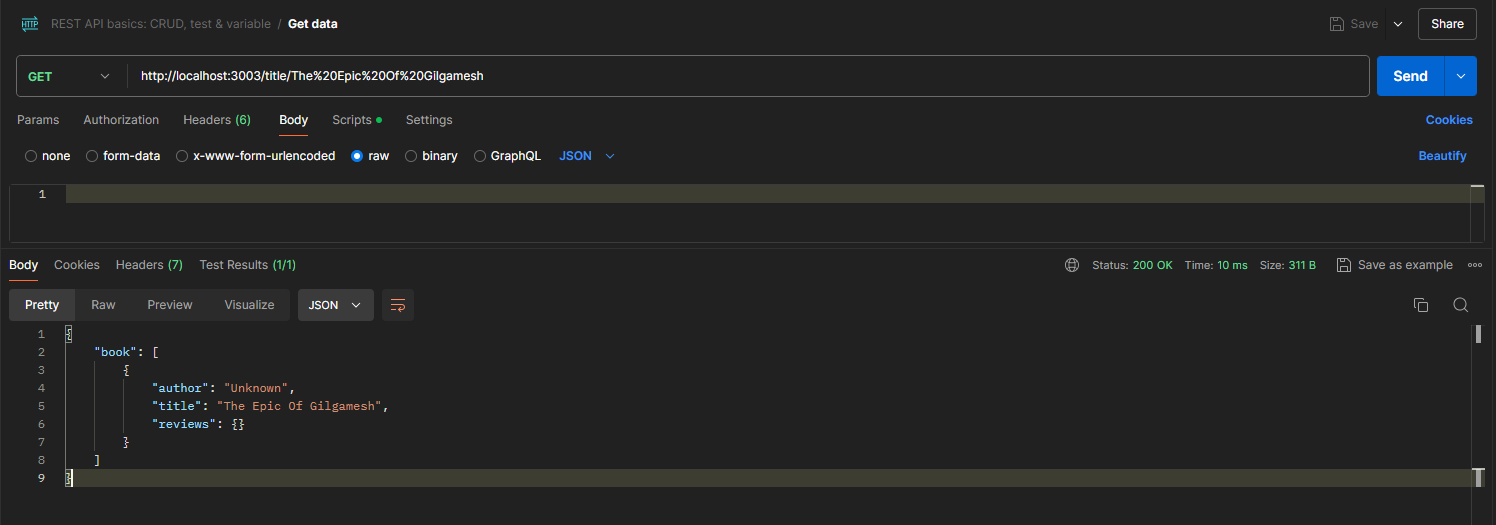 HTTP REST API basics: CRUD, test & variable / Get data Save Share
GET http://localhost:3003/title/The%20Epic%20Of%20Gilgamesh Send
Params Authorization Headers (6) Body Scripts Settings Cookies
none form-data x-www-form-urlencoded raw binary GraphQL JSON Beautify
1
Body Cookies Headers (7) Test Results (1/1) Status: 200 OK Time: 10 ms Size: 311 B Save as example
Pretty Raw Preview Visualize JSON
1 {
2 "book": [
3 {
4 "author": "Unknown",
5 "title": "The Epic Of Gilgamesh",
6 "reviews": {}
7 }
8 ]
9 }